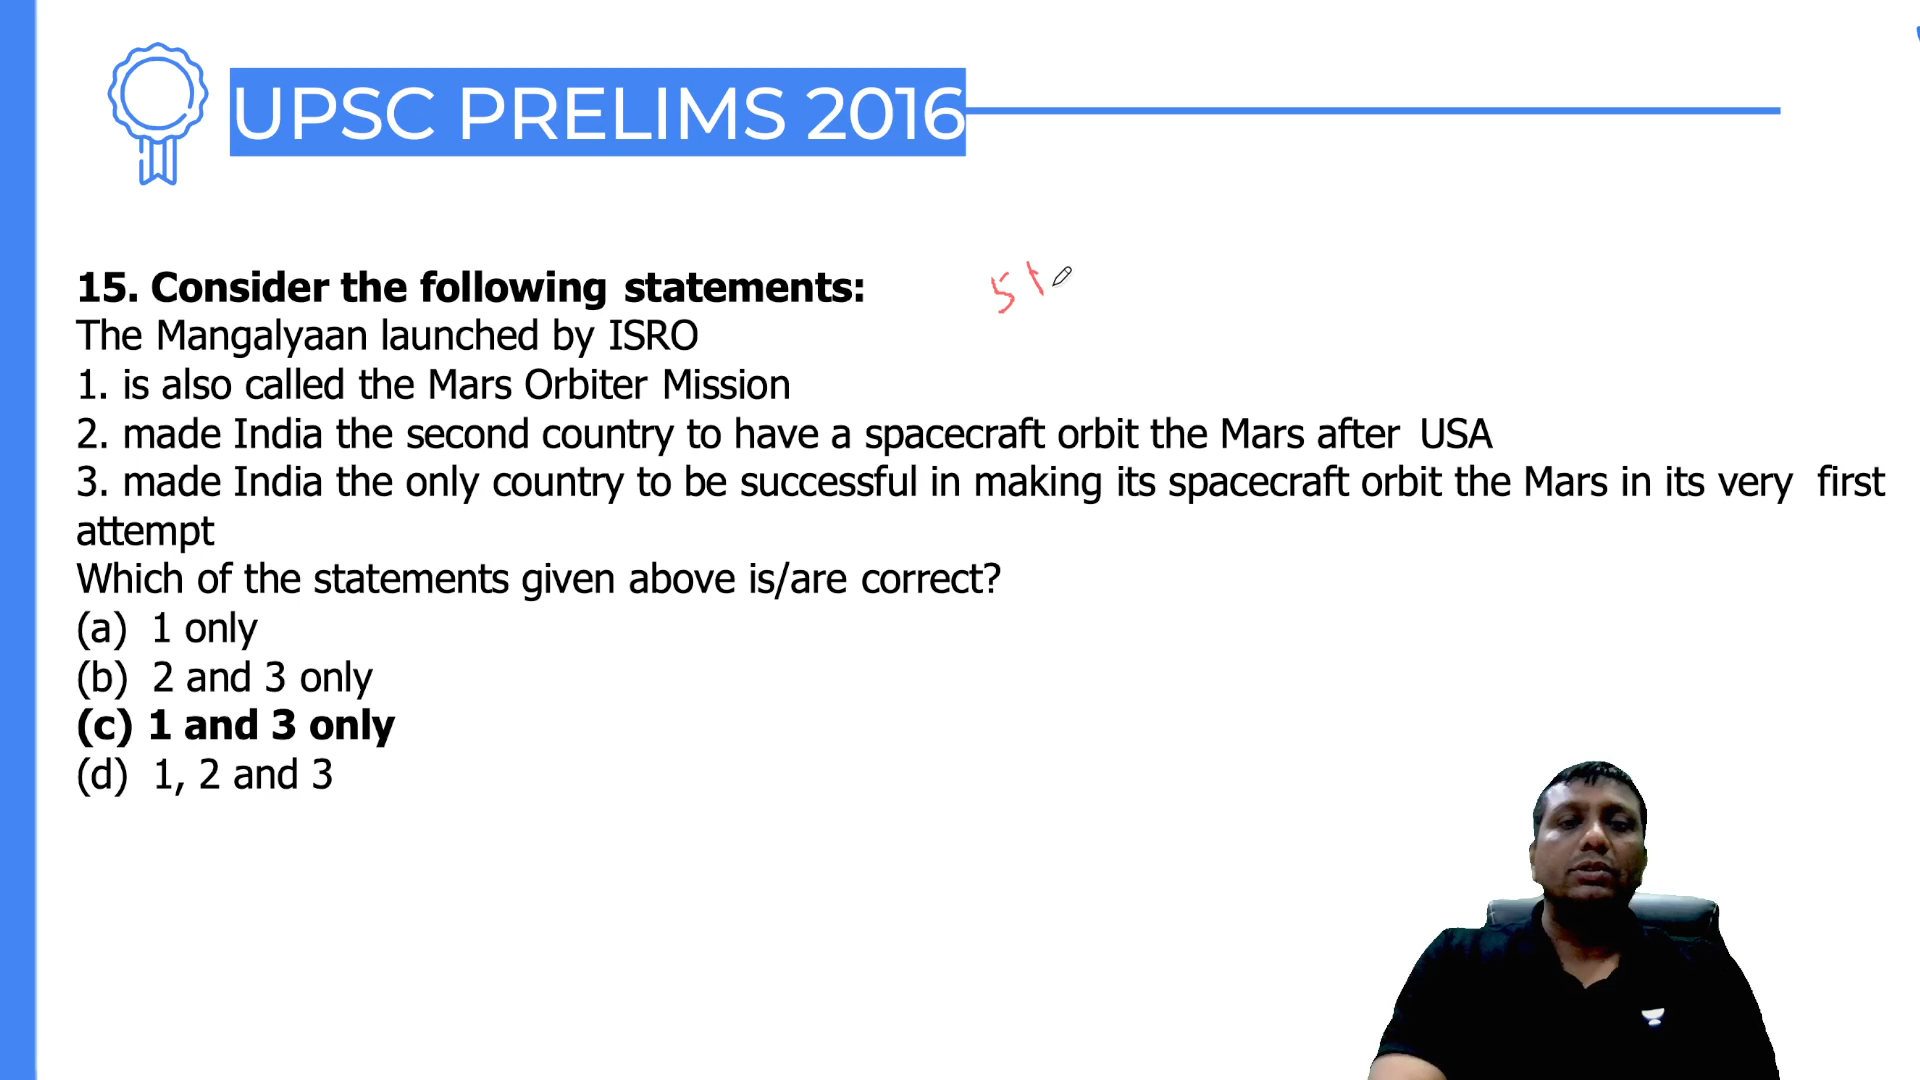 UPSC PRELIMS 2016
15. Consider the following statements:
The Mangalyaan launched by ISRO
1. is also called the Mars Orbiter Mission
2. made India the second country to have a spacecraft orbit the Mars after USA
3. made India the only country to be successful in making its spacecraft orbit the Mars in its very first
attempt
Which of the statements given above is/are correct?
(a) 1 only
(b) 2 and 3 only
(c) 1 and 3 only
(d) 1, 2 and 3